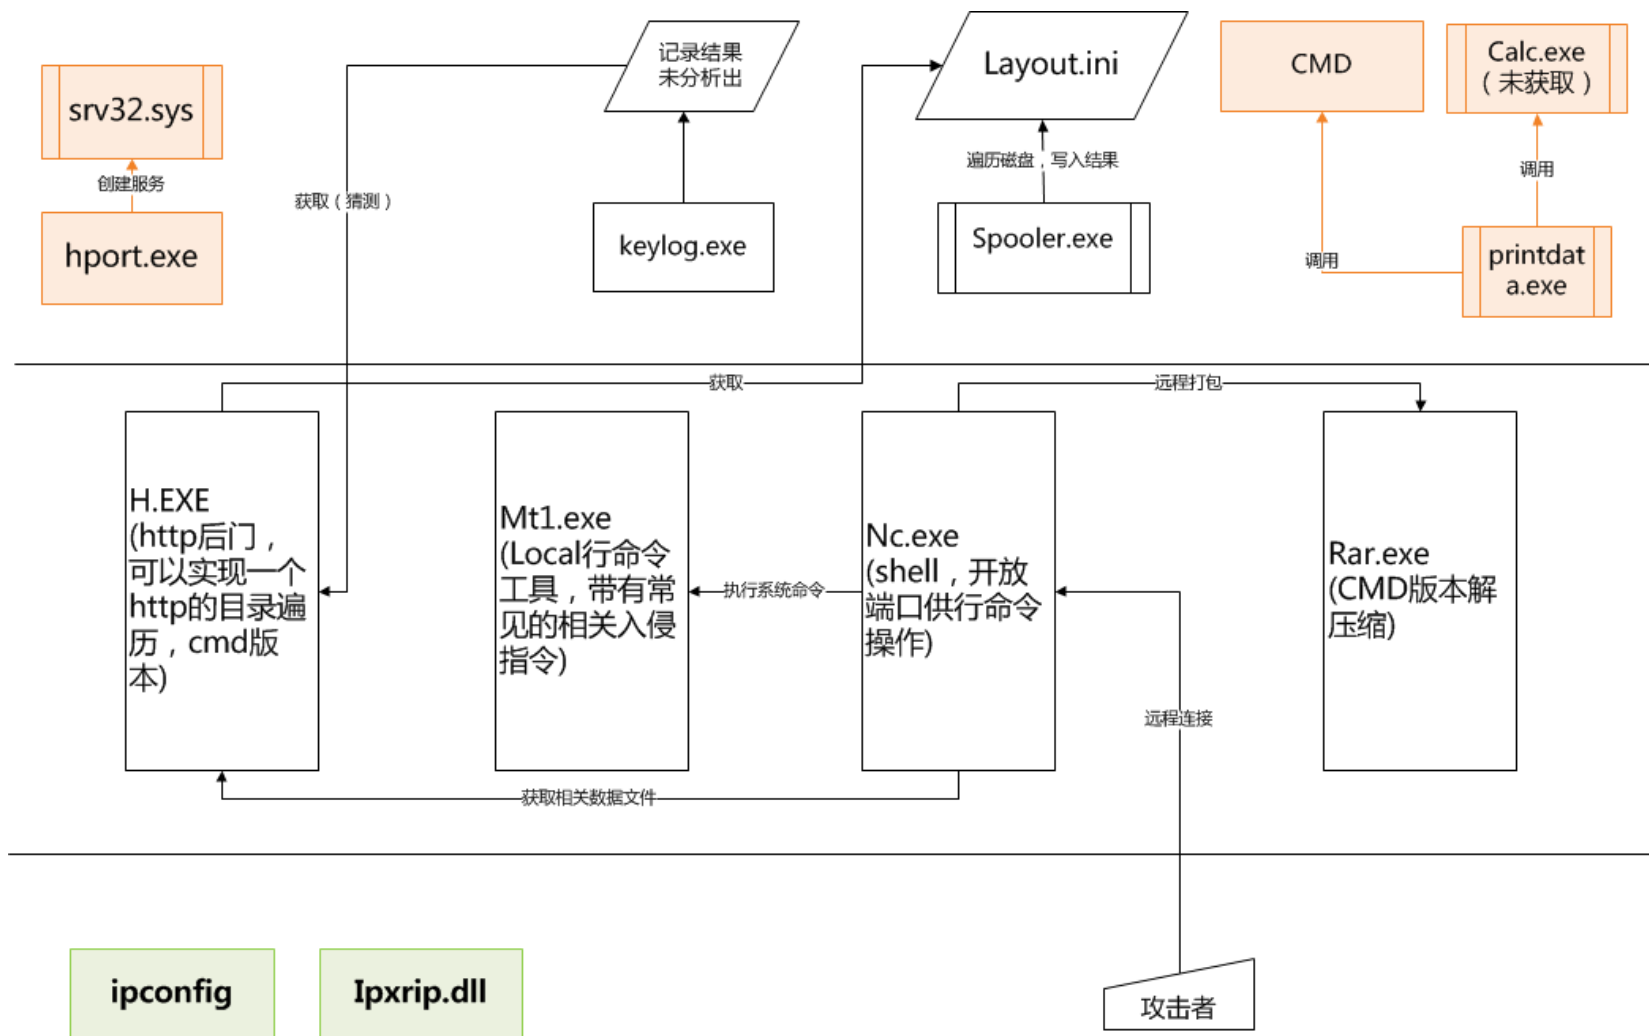 记录结果
未分析出
Layout.ini
CMD
Calc.exe
（未获取）
srv32.sys
创建服务
hport.exe
获取（猜测）
keylog.exe
遍历磁盘，写入结果
Spooler.exe
调用
调用
printdat
a.exe
获取
远程打包
H.EXE
(http后门，
可以实现一个
http的目录遍
历，cmd版
本)
Mt1.exe
(Local行命令
工具，带有常
见的相关入侵
指令)
执行系统命令
Nc.exe
(shell，开放
端口供行命令
操作)
Rar.exe
(CMD版本解
压缩)
远程连接
获取相关数据文件
ipconfig
Ipxrip.dll
攻击者